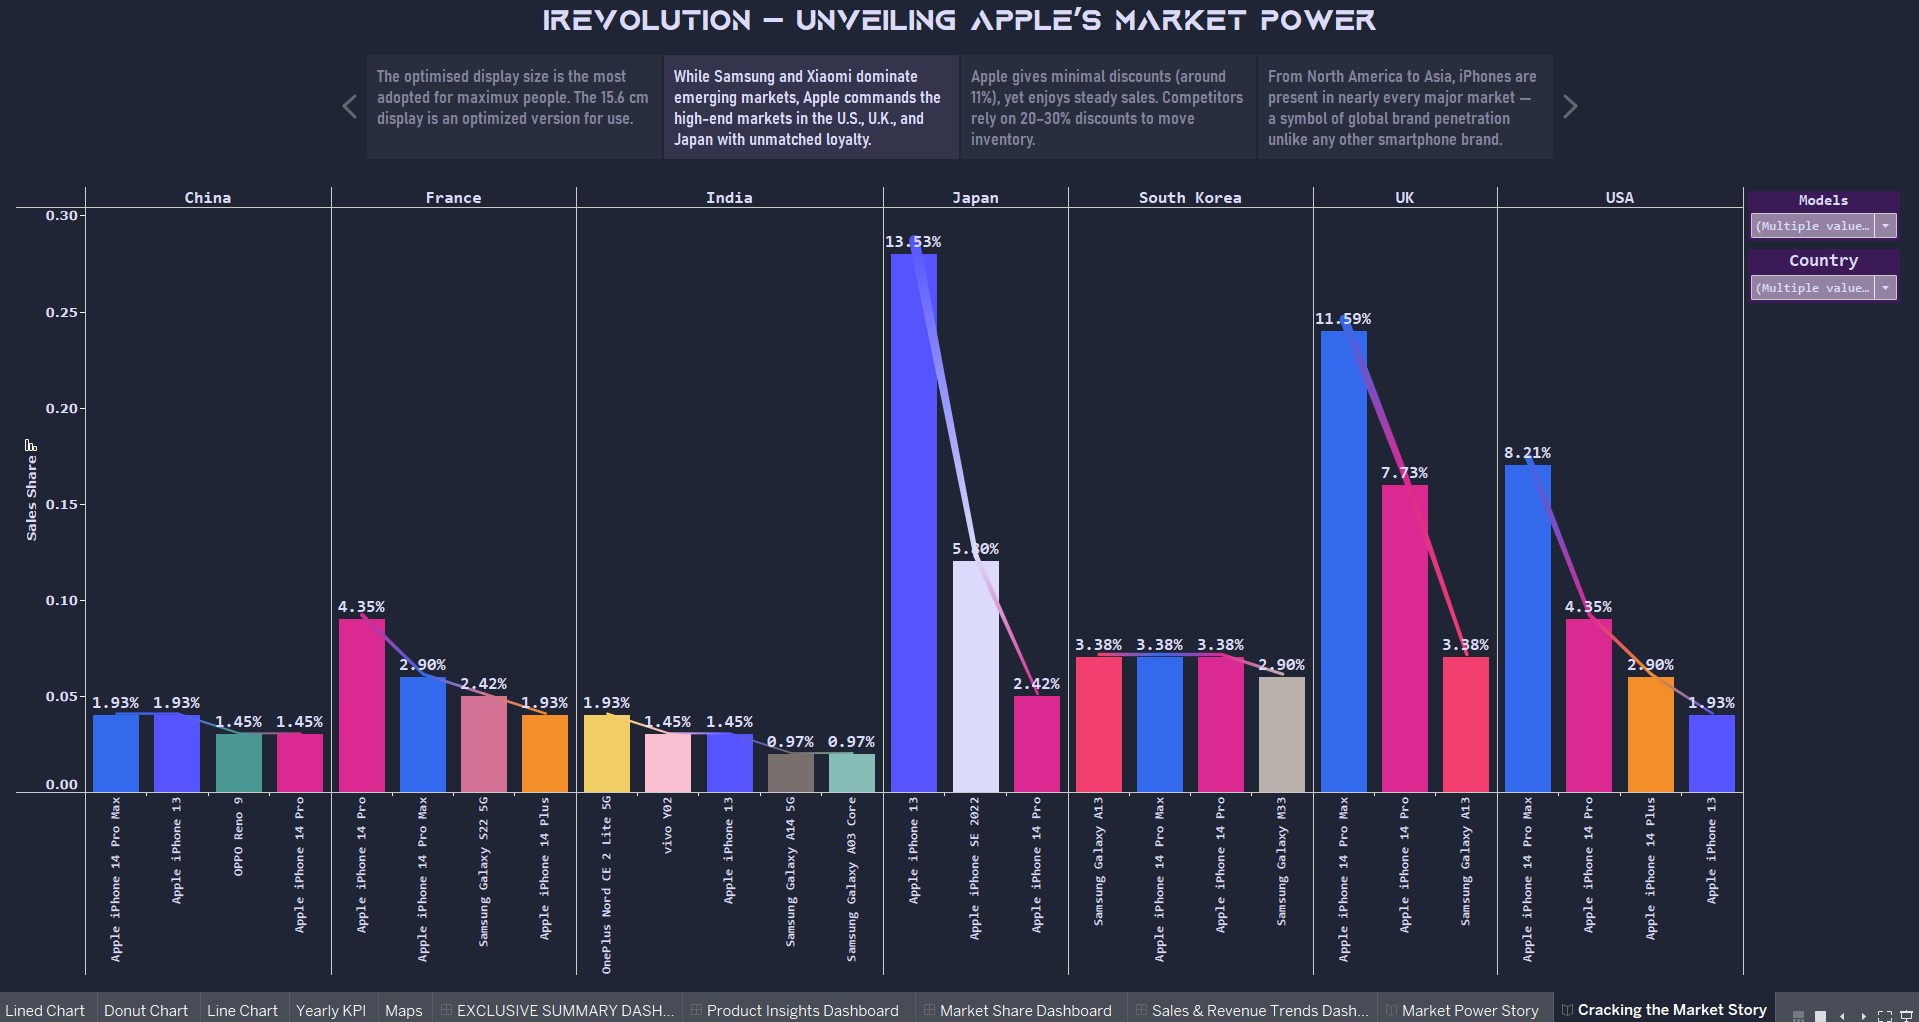 IREVOLUTION – UNVEILING APPLE'S MARKET POWER
The optimised display size is the most
adopted for maximux people. The 15.6 cm
display is an optimized version for use.
While Samsung and Xiaomi dominate
emerging markets, Apple commands the
high-end markets in the U.S., U.K., and
Japan with unmatched loyalty.
Apple gives minimal discounts (around
11%), yet enjoys steady sales. Competitors
rely on 20–30% discounts to move
inventory.
From North America to Asia, iPhones are
present in nearly every major market —
a symbol of global brand penetration
unlike any other smartphone brand.
China
France
India
Japan
South Korea
UK
USA
Models
(Multiple value...
Country
(Multiple value...
Sales Share
0.30
0.25
0.20
0.15
0.10
0.05
0.00
1.93%
1.93%
1.45%
1.45%
4.35%
2.90%
2.42%
1.93%
1.93%
1.45%
1.45%
0.97%
0.97%
13.53%
5.80%
2.42%
3.38%
3.38%
3.38%
2.90%
11.59%
7.73%
3.38%
8.21%
4.35%
2.90%
1.93%
Apple iPhone 14 Pro Max
Apple iPhone 13
OPPO Reno 9
Apple iPhone 14 Pro
Apple iPhone 14 Pro
Apple iPhone 14 Pro Max
Samsung Galaxy S22 5G
Apple iPhone 14 Plus
OnePlus Nord CE 2 Lite 5G
vivo Y02
Apple iPhone 13
Samsung Galaxy A14 5G
Samsung Galaxy A03 Core
Apple iPhone 13
Apple iPhone SE 2022
Apple iPhone 14 Pro
Samsung Galaxy A13
Apple iPhone 14 Pro Max
Apple iPhone 14 Pro
Samsung Galaxy M33
Apple iPhone 14 Pro Max
Apple iPhone 14 Pro
Samsung Galaxy A13
Apple iPhone 14 Pro Max
Apple iPhone 14 Pro
Apple iPhone 14 Plus
Apple iPhone 13
Lined Chart
Donut Chart
Line Chart
Yearly KPI
Maps
EXCLUSIVE SUMMARY DASH...
Product Insights Dashboard
Market Share Dashboard
Sales & Revenue Trends Dash...
Market Power Story
Cracking the Market Story